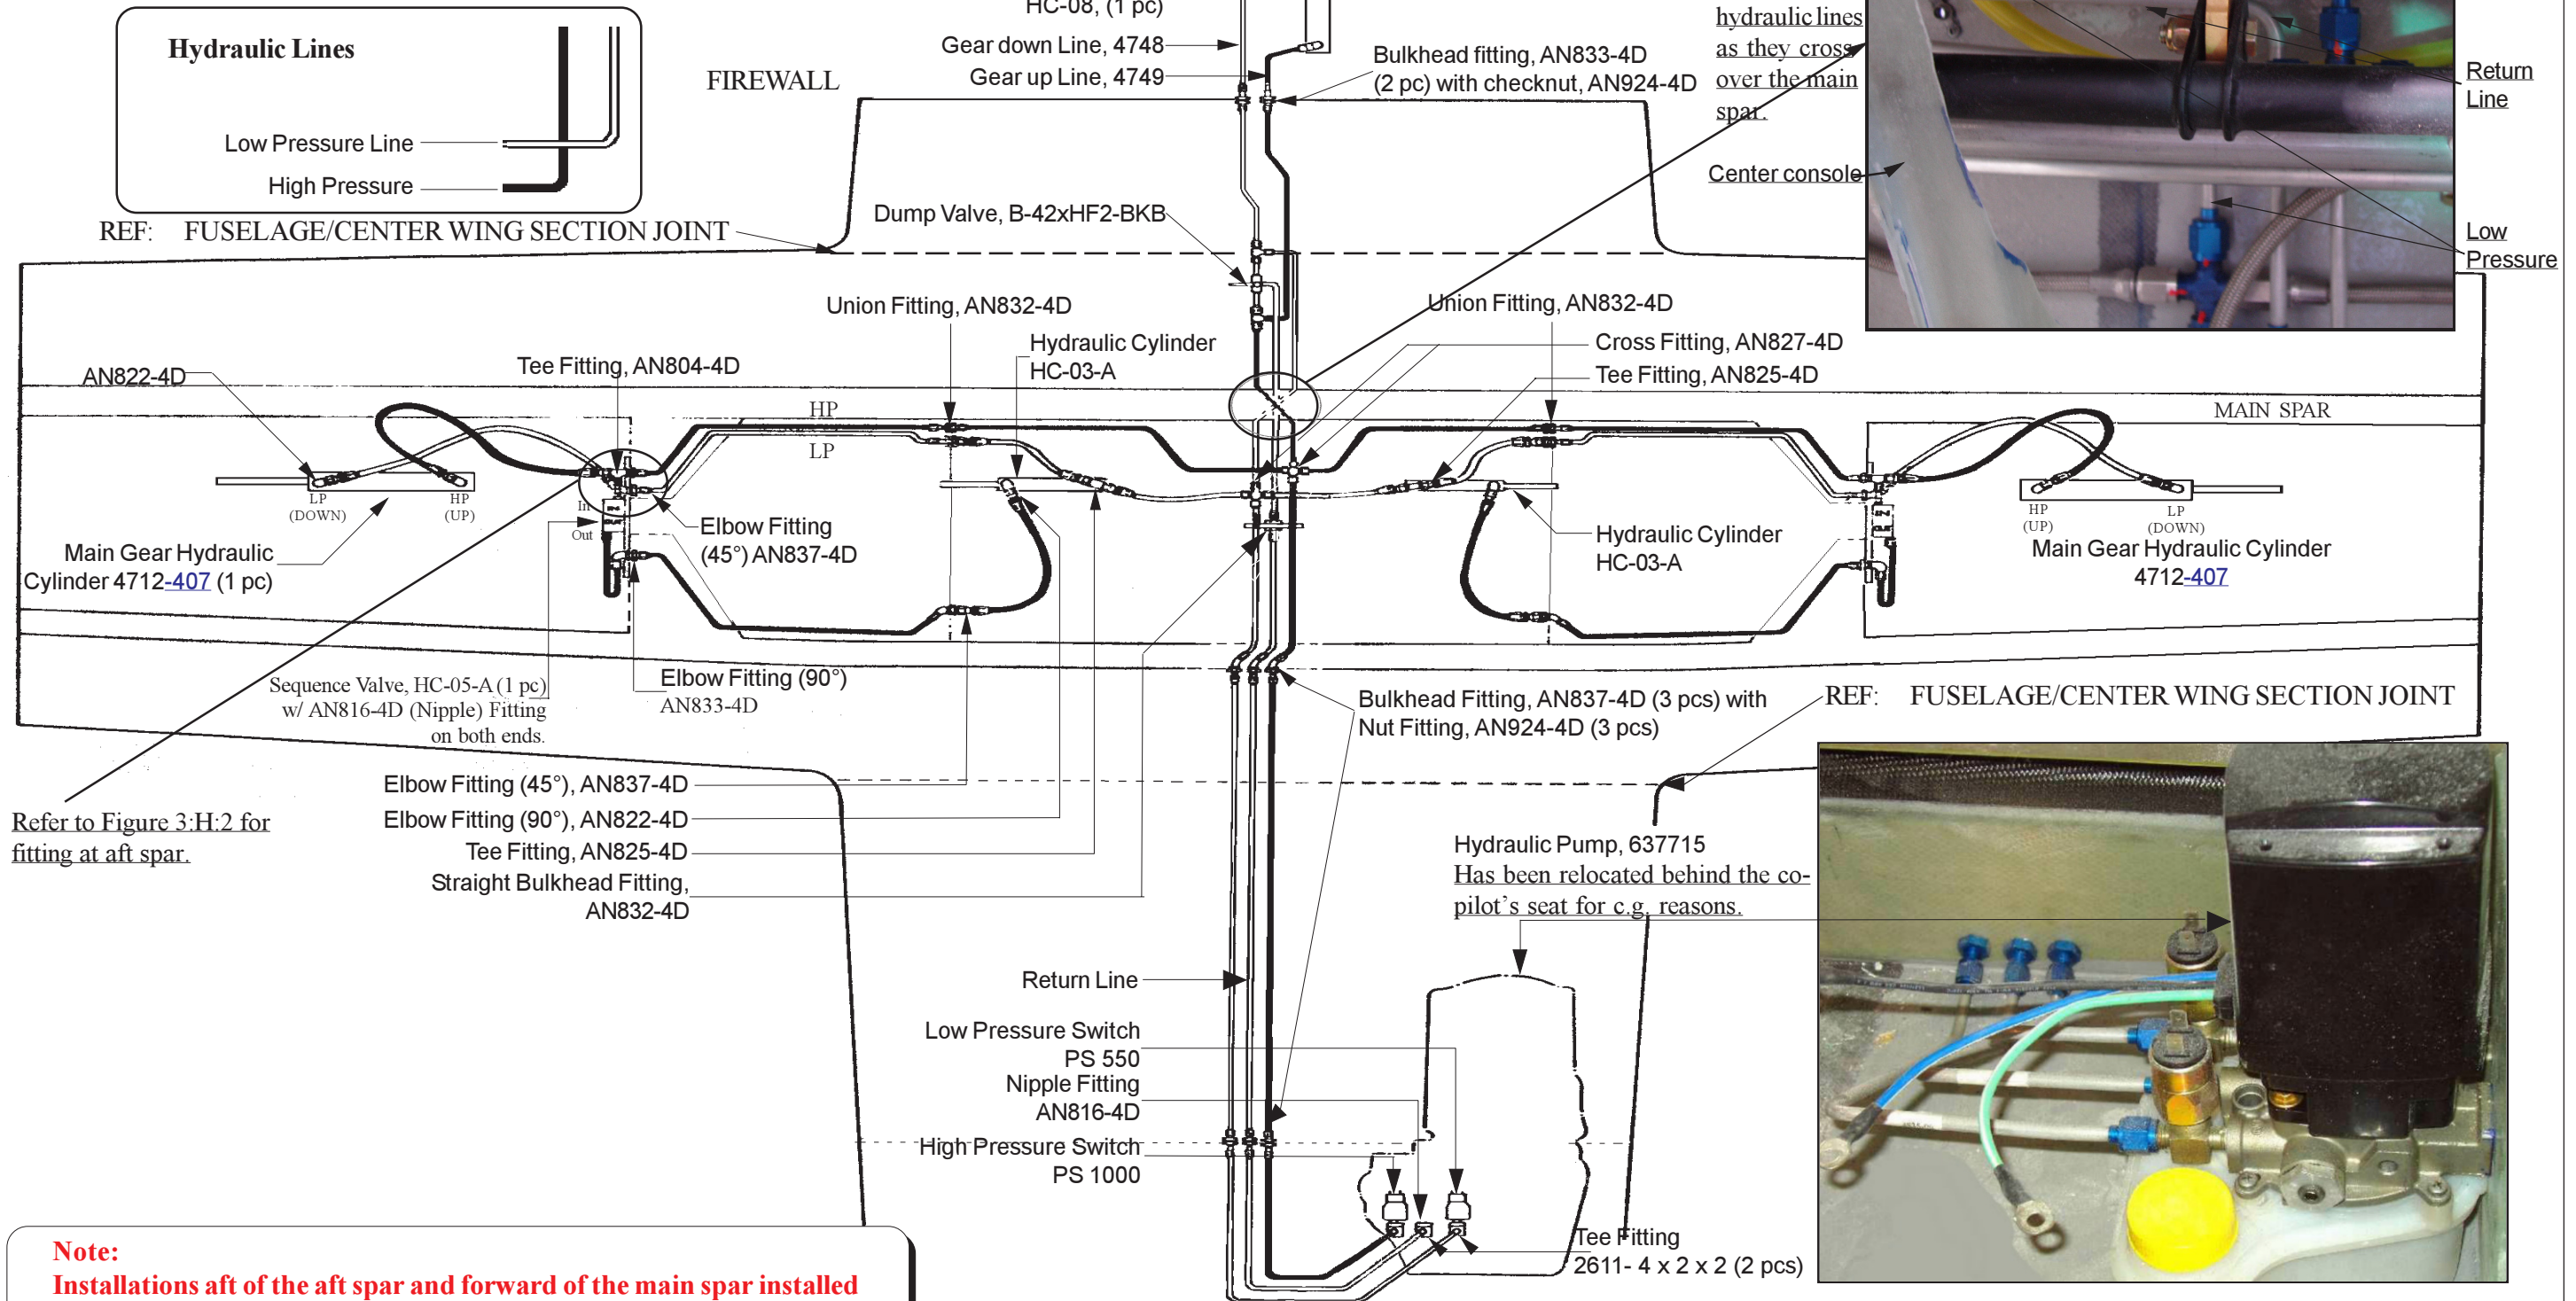 HC-08, (1 pc)
Gear down Line, 4748
Gear up Line, 4749
Hydraulic Lines
Low Pressure Line
High Pressure
FIREWALL
Bulkhead fitting, AN833-4D
(2 pc) with checknut, AN924-4D
hydraulic lines
as they cross
over the main
spar.
Center console
Return
Line
Low
Pressure
REF: FUSELAGE/CENTER WING SECTION JOINT
Dump Valve, B-42xHF2-BKB
Union Fitting, AN832-4D
Union Fitting, AN832-4D
Hydraulic Cylinder
HC-03-A
Cross Fitting, AN827-4D
Tee Fitting, AN825-4D
AN822-4D
Tee Fitting, AN804-4D
HP
LP
MAIN SPAR
LP
(DOWN)
HP
(UP)
In
Out
Main Gear Hydraulic
Cylinder 4712-407 (1 pc)
Elbow Fitting
(45°) AN837-4D
Hydraulic Cylinder
HC-03-A
HP
(UP)
LP
(DOWN)
Main Gear Hydraulic Cylinder
4712-407
Sequence Valve, HC-05-A (1 pc)
w/ AN816-4D (Nipple) Fitting
on both ends.
Elbow Fitting (90°)
AN833-4D
Bulkhead Fitting, AN837-4D (3 pcs) with
Nut Fitting, AN924-4D (3 pcs)
REF: FUSELAGE/CENTER WING SECTION JOINT
Refer to Figure 3:H:2 for
fitting at aft spar.
Elbow Fitting (45°), AN837-4D
Elbow Fitting (90°), AN822-4D
Tee Fitting, AN825-4D
Straight Bulkhead Fitting,
AN832-4D
Hydraulic Pump, 637715
Has been relocated behind the co-
pilot’s seat for c.g. reasons.
Return Line
Low Pressure Switch
PS 550
Nipple Fitting
AN816-4D
High Pressure Switch
PS 1000
Tee Fitting
2611- 4 x 2 x 2 (2 pcs)
Note:
Installations aft of the aft spar and forward of the main spar installed